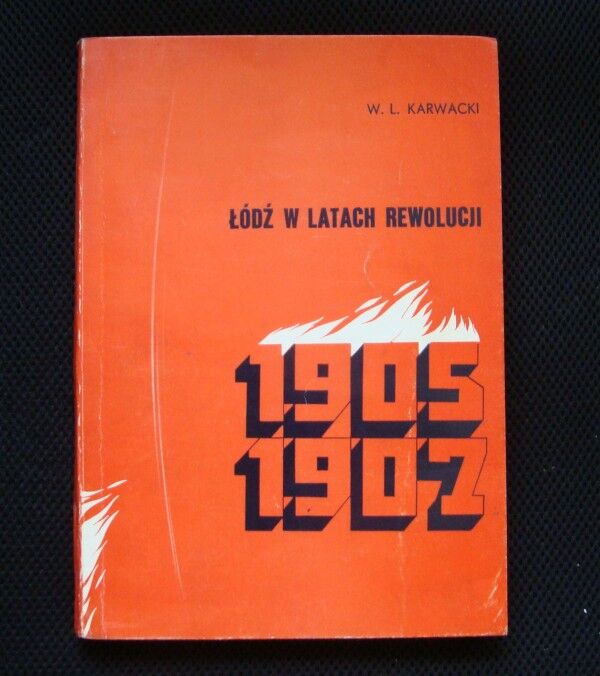 W. L. KARWACKI
ŁÓDŹ W LATACH REWOLUCJI
1905
1907